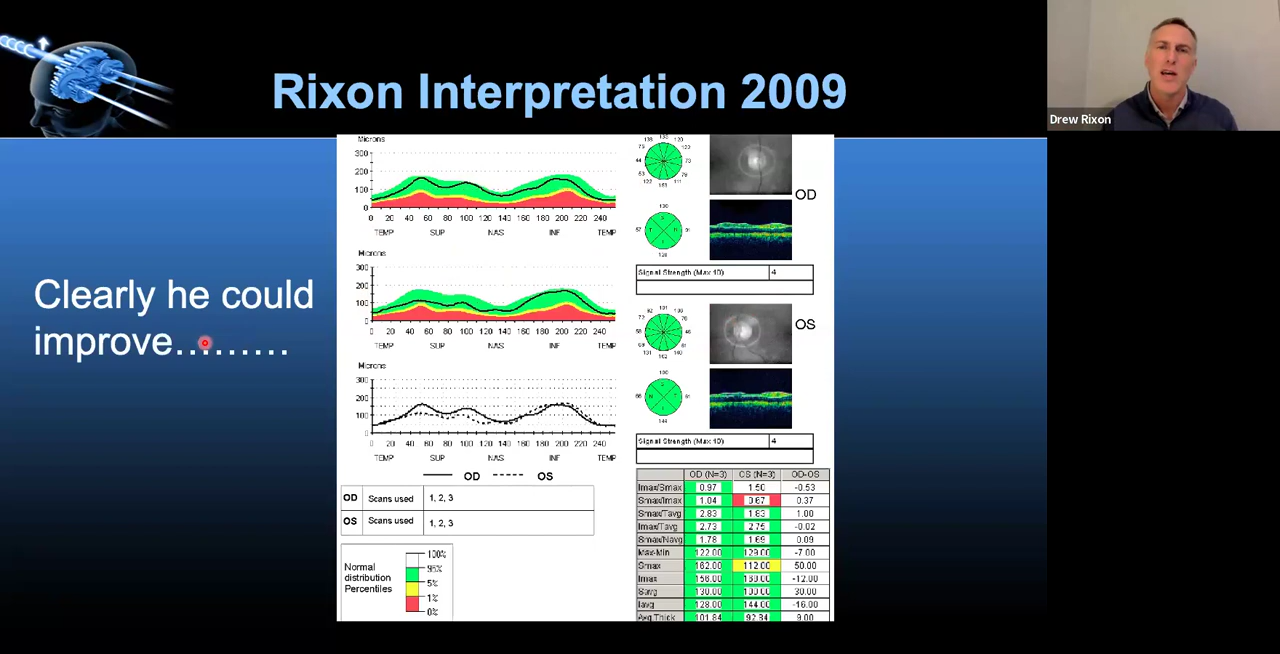 Rixon Interpretation 2009
Drew Rixon
Clearly he could
improve.........
Microns
300
200
100
0
0 20 40 60 80 100 120 140 160 180 200 220 240
TEMP SUP NAS INF TEMP
Microns
300
200
100
0
0 20 40 60 80 100 120 140 160 180 200 220 240
TEMP SUP NAS INF TEMP
Microns
300
200
100
0
0 20 40 60 80 100 120 140 160 180 200 220 240
TEMP SUP NAS INF TEMP
OD OS
OD Scans used 1, 2, 3
OS Scans used 1, 2, 3
Normal
distribution
Percentiles
100%
95%
5%
1%
0%
OD
Signal Strength (Max 10) 4
OS
Signal Strength (Max 10) 4
OD (N=3) OS (N=3) OD-OS
Imax/Smax 0.97 1.50 -0.53
Smax/Imax 1.04 0.67 0.37
Smax/Tavg 2.83 1.83 1.00
Imax/Tavg 2.73 2.75 -0.02
Smax/Navg 1.78 1.69 0.09
Max-Min 122.00 129.00 -7.00
Smax 162.00 112.00 50.00
Imax 156.00 168.00 -12.00
Savg 130.00 100.00 30.00
Iavg 128.00 144.00 -16.00
Avg.Thick 101.84 92.84 9.00